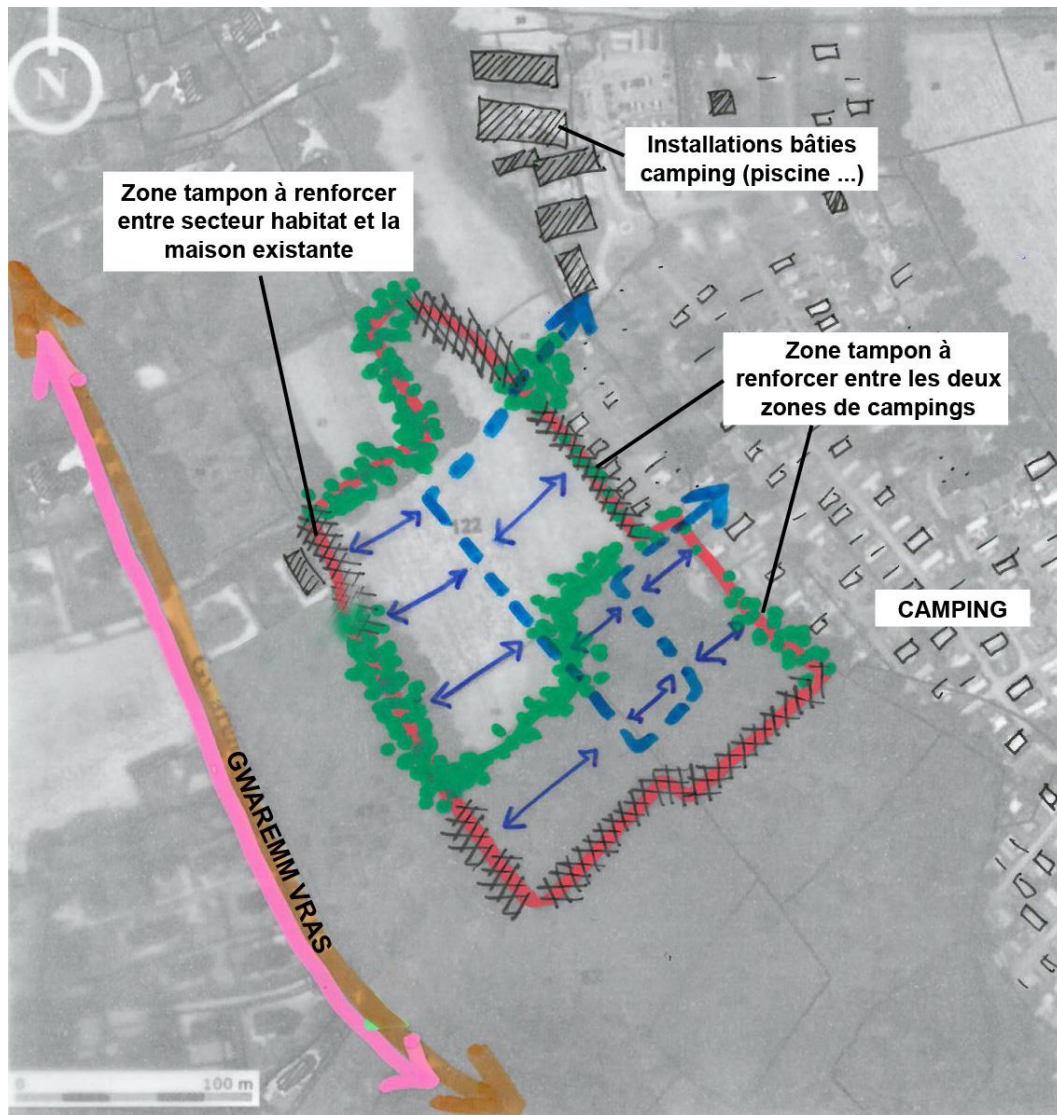 N
Installations bâties
camping (piscine ...)
Zone tampon à renforcer
entre secteur habitat et la
maison existante
Zone tampon à
renforcer entre les deux
zones de campings
122
CAMPING
GWAREMM VRAS
0
100 m